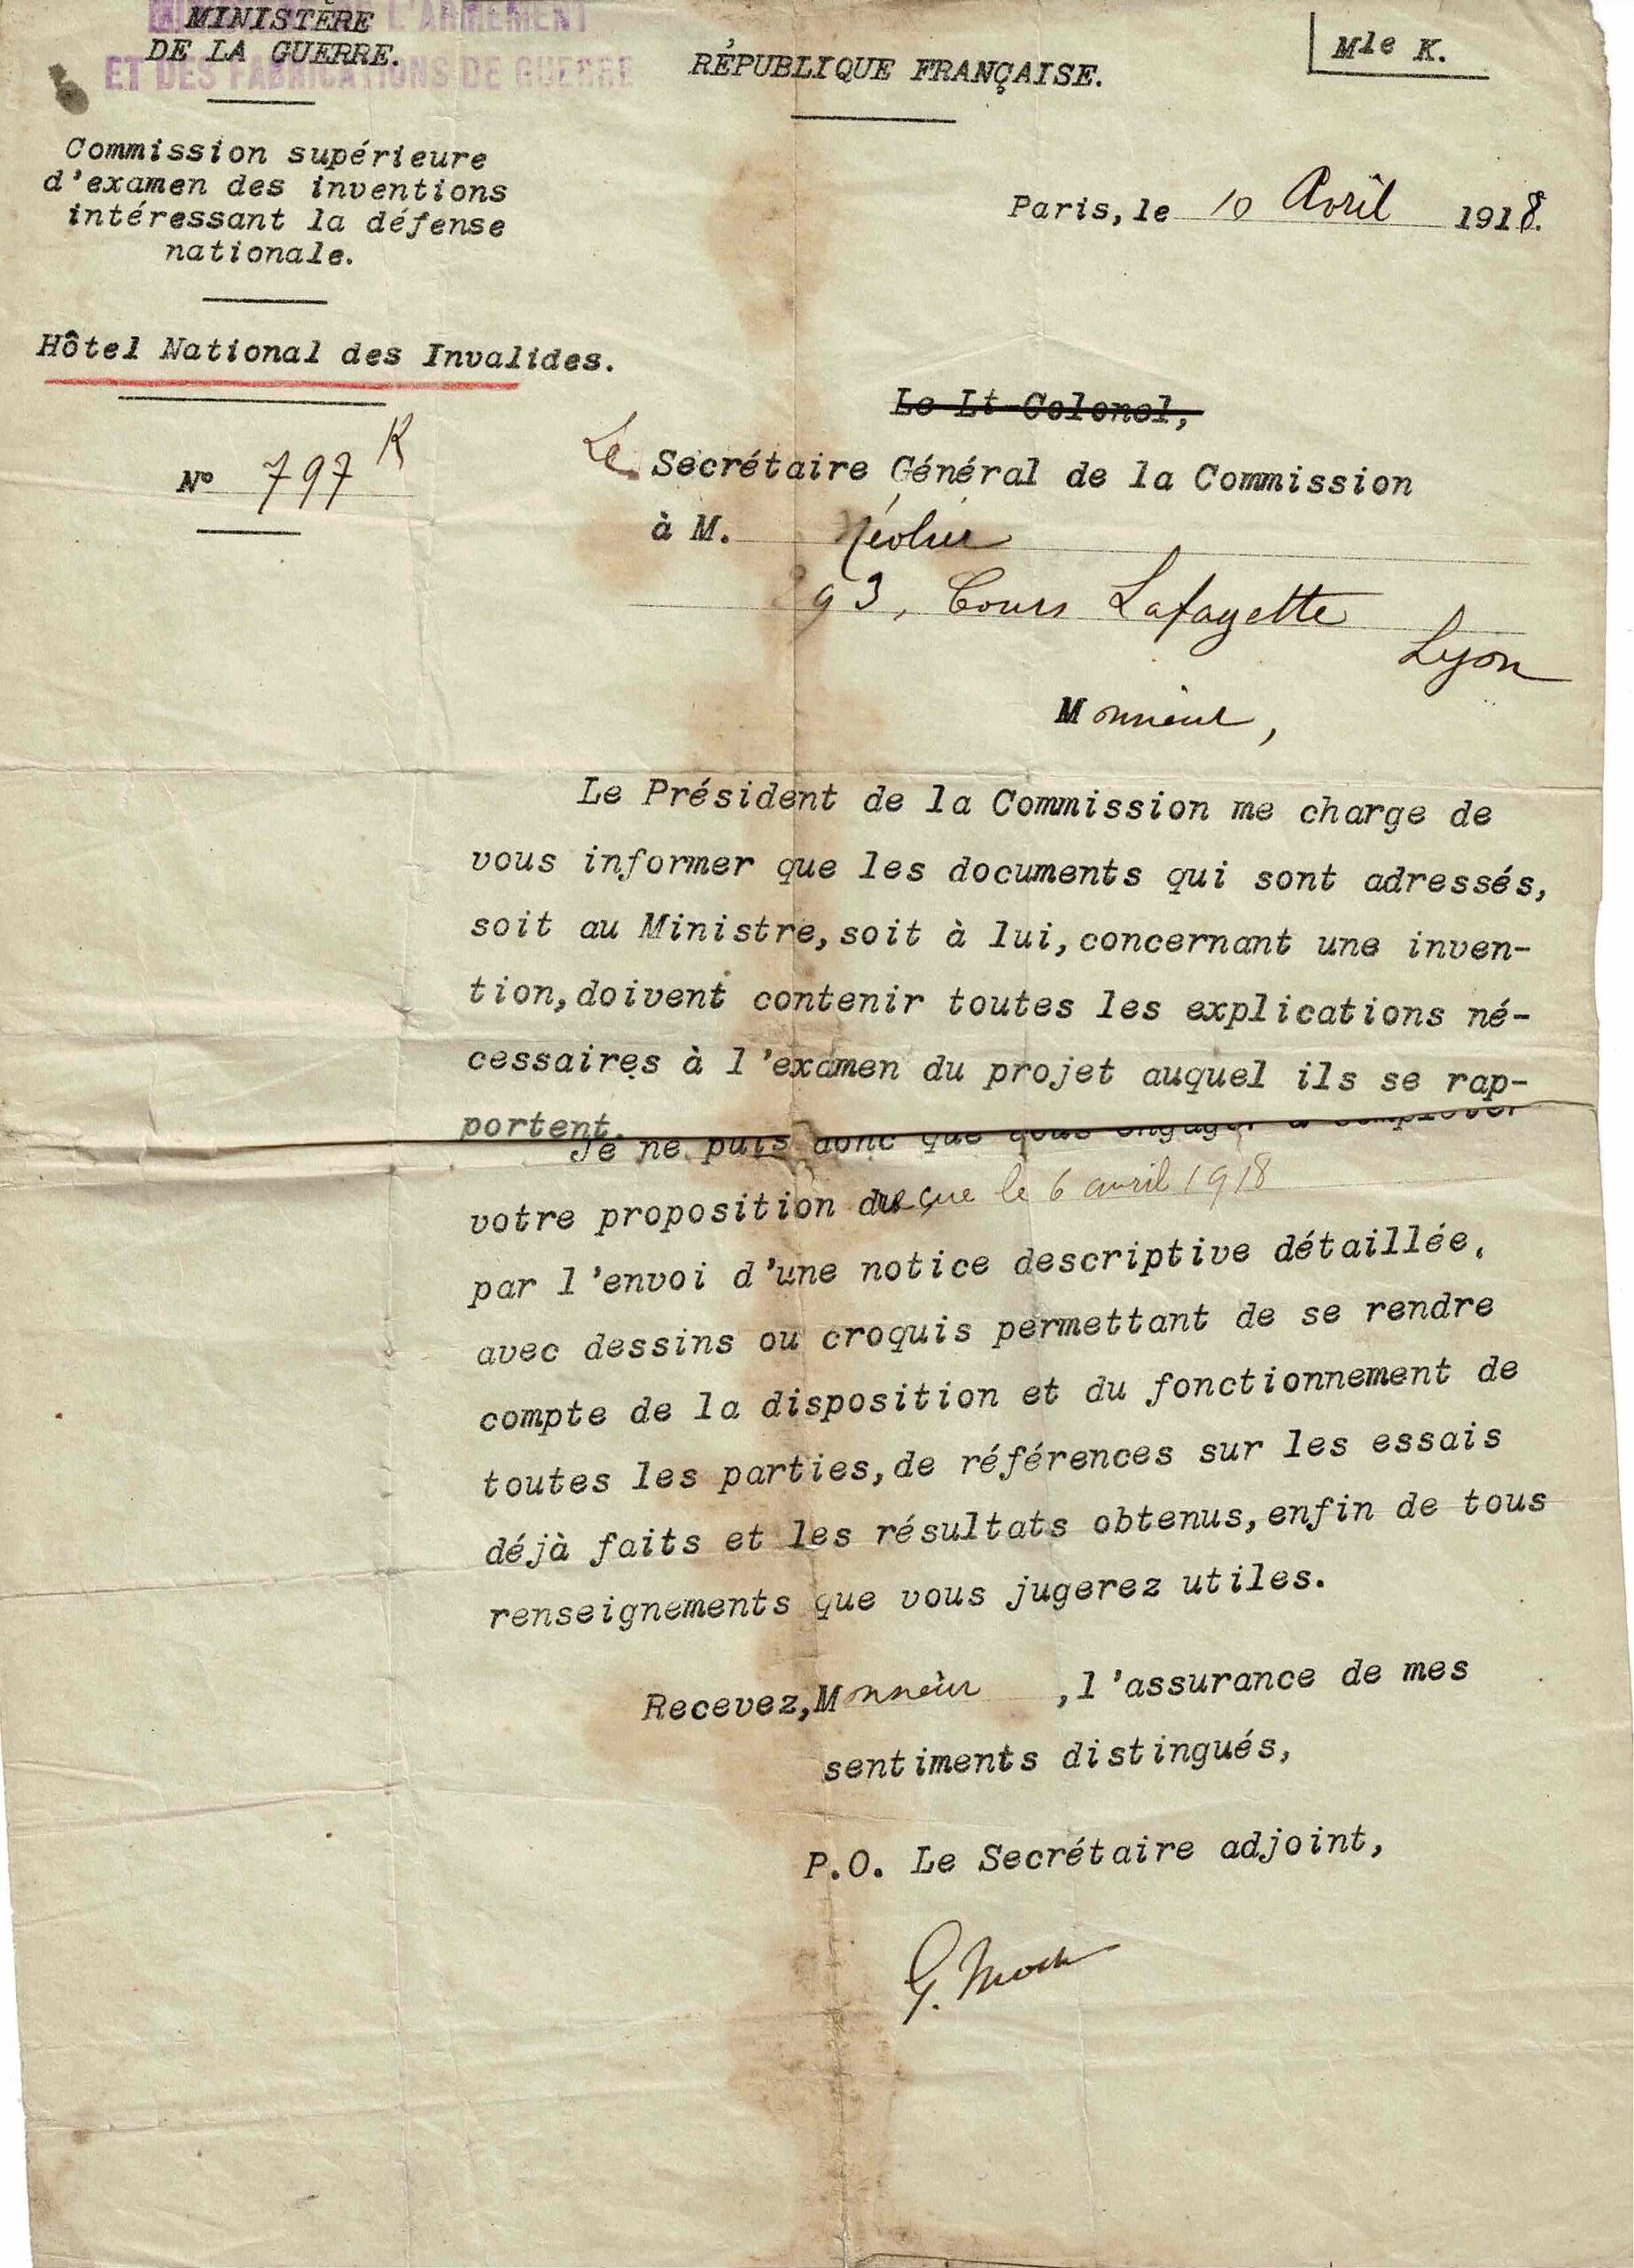 MINISTÈRE
DE LA GUERRE.
L'ARMEMENT
ET DES FABRICATIONS DE GUERRE
RÉPUBLIQUE FRANÇAISE.
Mle K.
Commission supérieure
d'examen des inventions
intéressant la défense
nationale.
Paris, le 10 Avril 1918.
Hôtel National des Invalides.
N° 797 K
Le Lt-Colonel,
Le Secrétaire Général de la Commission
à M.
93, Cours Lafayette
Lyon
Monsieur,
Le Président de la Commission me charge de
vous informer que les documents qui sont adressés,
soit au Ministre, soit à lui, concernant une inven-
tion, doivent contenir toutes les explications né-
cessaires à l'examen du projet auquel ils se rap-
portent.
Je ne puis donc que vous engager à compléter
votre proposition reçue le 6 avril 1918
par l'envoi d'une notice descriptive détaillée,
avec dessins ou croquis permettant de se rendre
compte de la disposition et du fonctionnement de
toutes les parties, de références sur les essais
déjà faits et les résultats obtenus, enfin de tous
renseignements que vous jugerez utiles.
Recevez, Monsieur, l'assurance de mes
sentiments distingués,
P.O. Le Secrétaire adjoint,
G. Moch